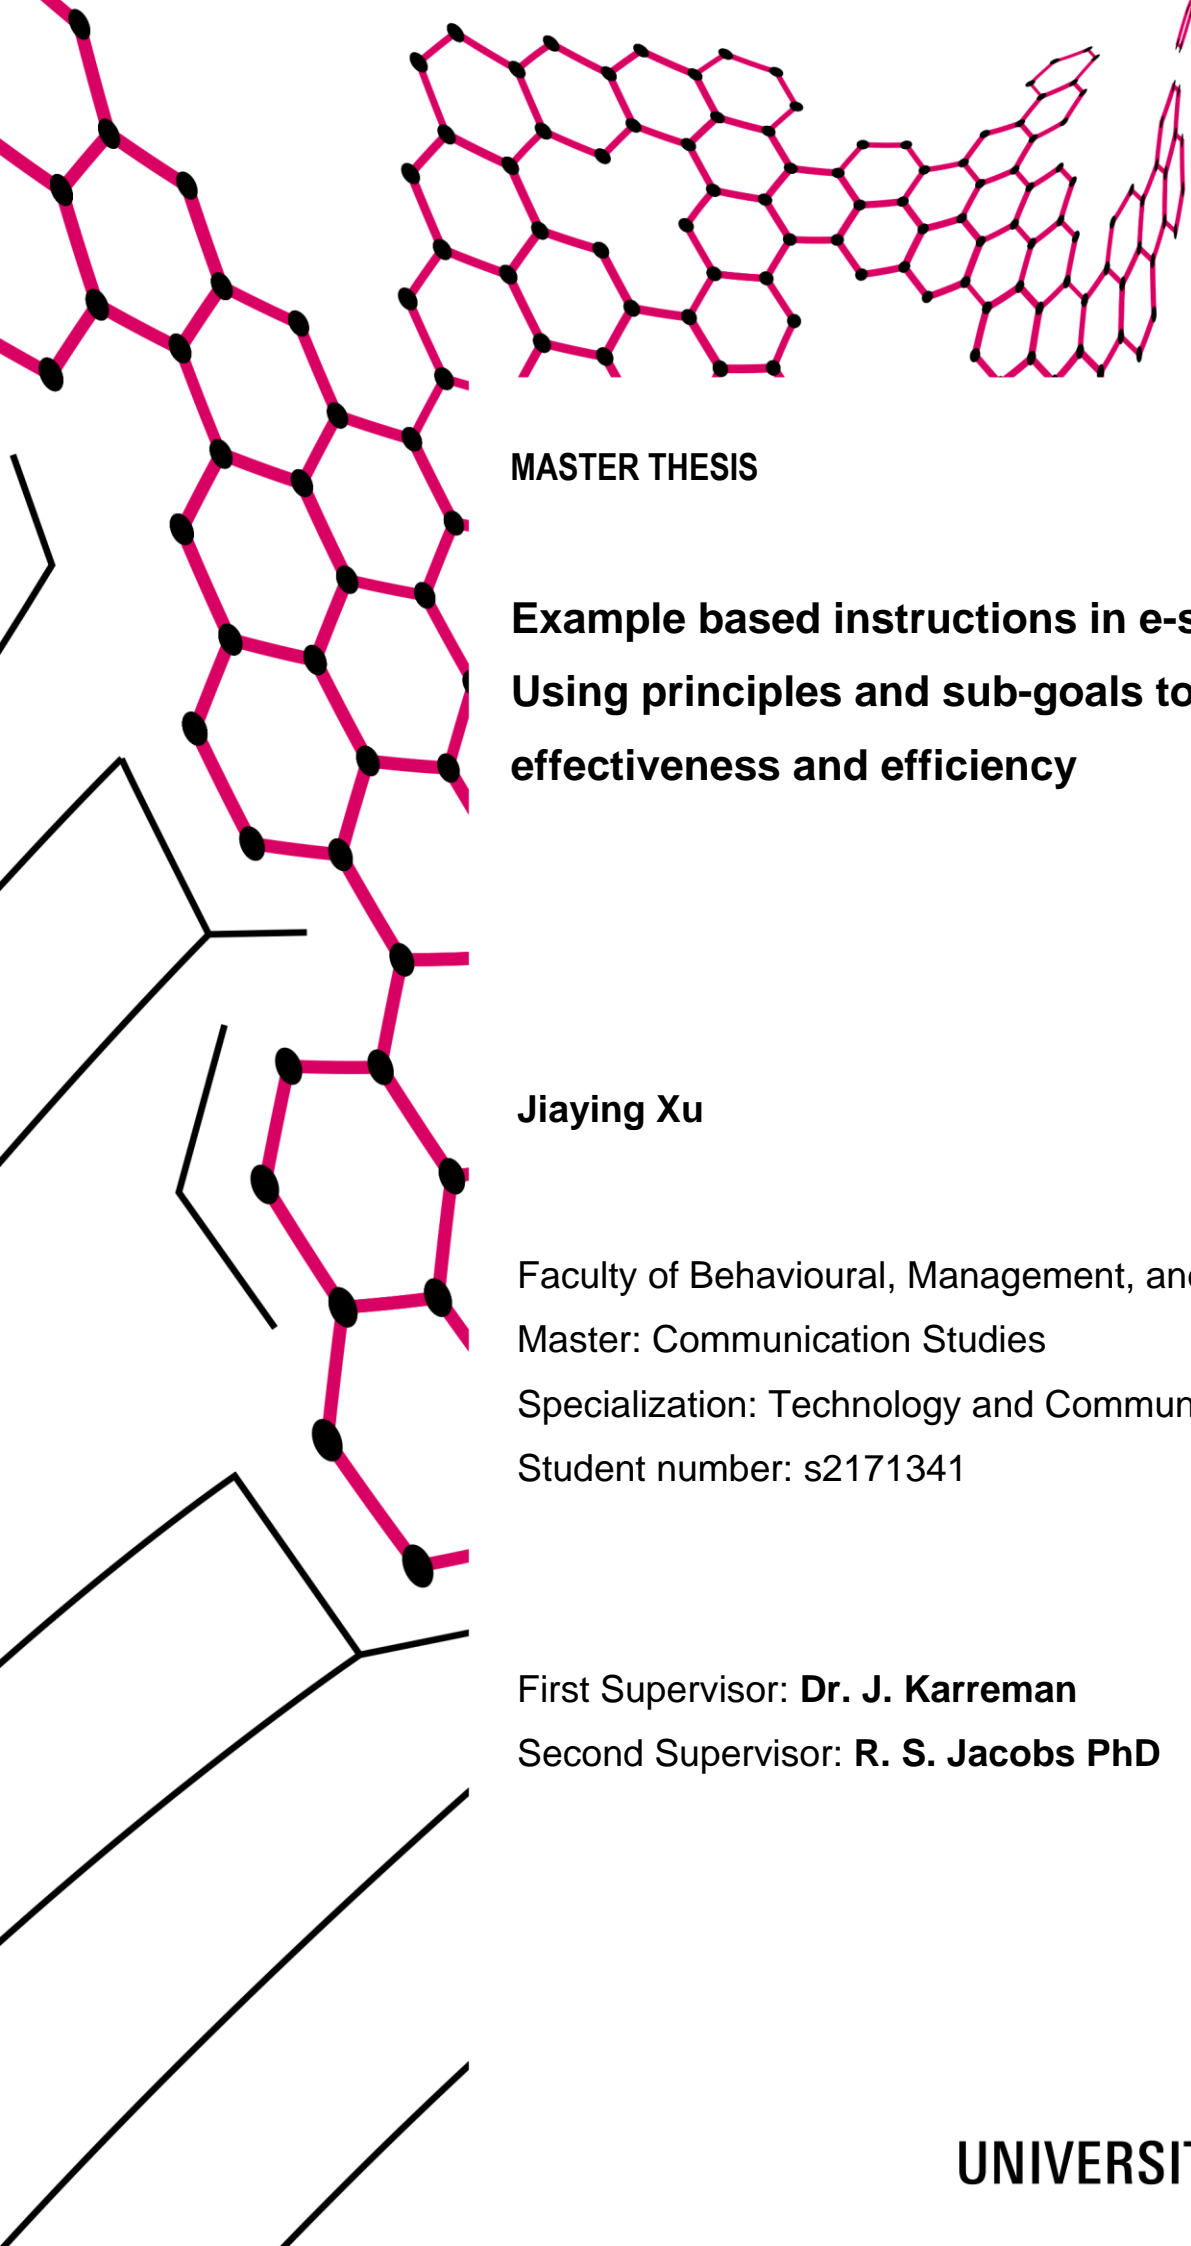 MASTER THESIS
Example based instructions in e-s
Using principles and sub-goals to
effectiveness and efficiency
Jiaying Xu
Faculty of Behavioural, Management, an
Master: Communication Studies
Specialization: Technology and Commun
Student number: s2171341
First Supervisor: Dr. J. Karreman
Second Supervisor: R. S. Jacobs PhD
UNIVERSI